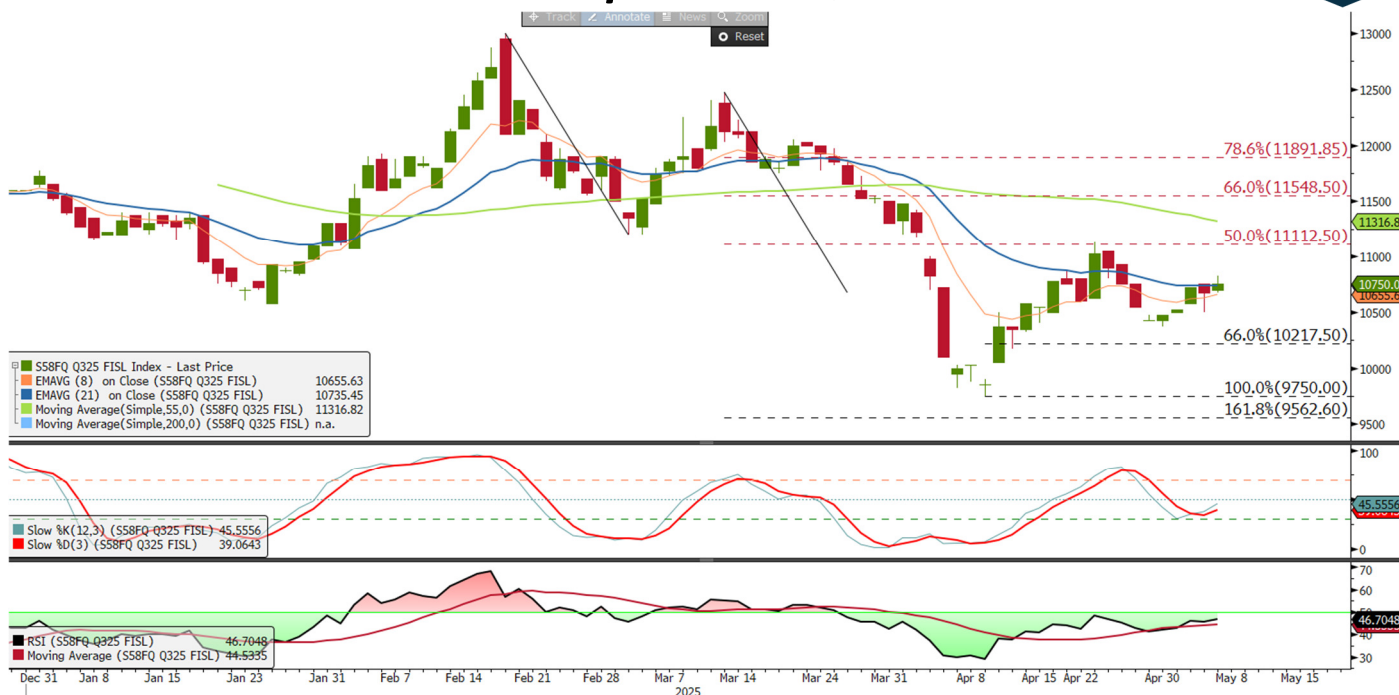 Track Annotate News Zoom
Reset
13000
12500
12000
11500
11000
10500
10000
9500
78.6%(11891.85)
66.0%(11548.50)
11316.8
50.0%(11112.50)
10750.0
10655.6
66.0%(10217.50)
100.0%(9750.00)
161.8%(9562.60)
S58FQ Q325 FISL Index - Last Price
EMAVG (8) on Close (S58FQ Q325 FISL) 10655.63
EMAVG (21) on Close (S58FQ Q325 FISL) 10735.45
Moving Average(Simple,55,0) (S58FQ Q325 FISL) 11316.82
Moving Average(Simple,200,0) (S58FQ Q325 FISL) n.a.
100
45.5556
0
Slow %K(12,3) (S58FQ Q325 FISL) 45.5556
Slow %D(3) (S58FQ Q325 FISL) 39.0643
70
60
50
46.7048
40
30
RSI (S58FQ Q325 FISL) 46.7048
Moving Average (S58FQ Q325 FISL) 44.5335
Dec 31 Jan 8 Jan 15 Jan 23 Jan 31 Feb 7 Feb 14 Feb 21 Feb 28 Mar 7 Mar 14 Mar 24 Mar 31 Apr 8 Apr 15 Apr 22 Apr 30 May 8 May 15
2025